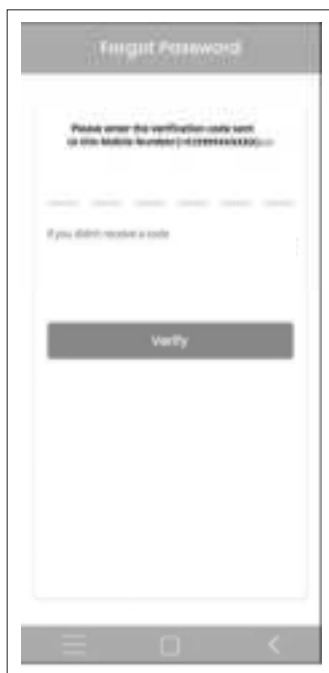 Forgot Password
Please enter the verification code sent
to this Mobile Number
If you didn't receive a code
Verify